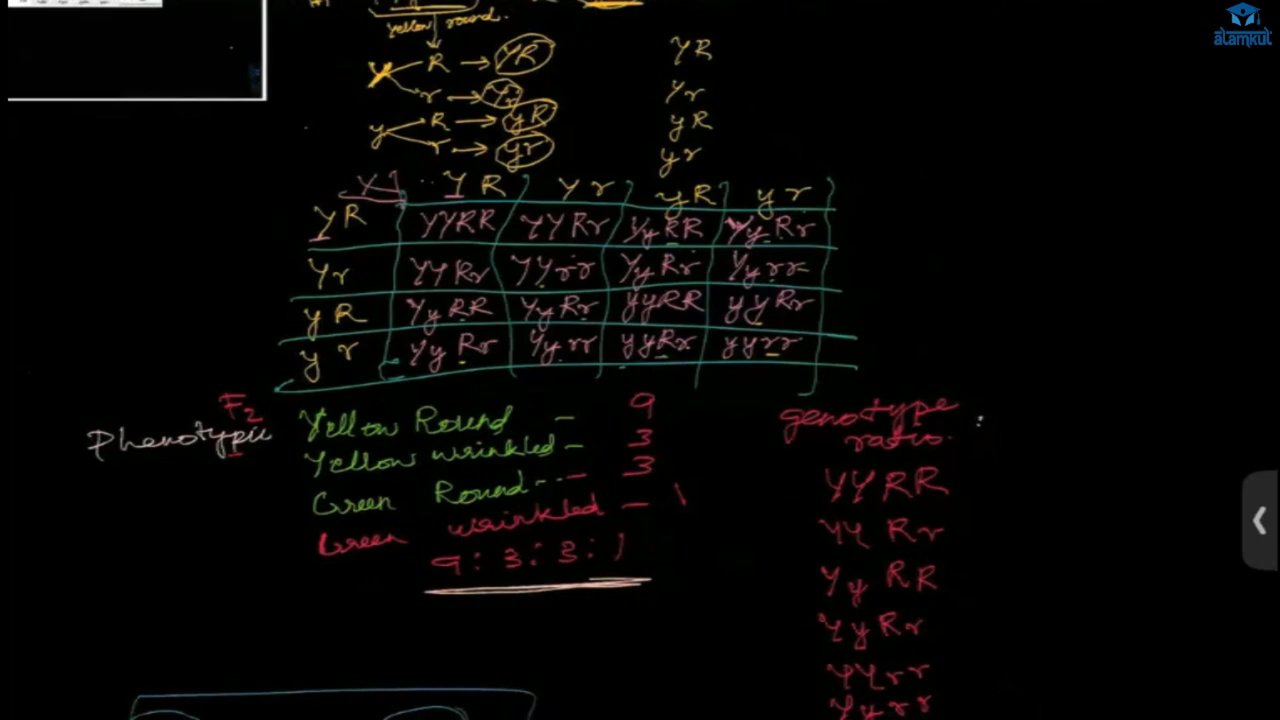 alamkul
Yellow round.
Y R → YR
r → Yr
y R → yR
r → yr
YR
Yr
yR
yr
X YR Yr yR yr
YR YYRR YYRr YyRR YyRr
Yr YYRr YYrr YyRr Yyrr
yR YyRR YyRr yyRR yyRr
yr YyRr Yyrr yyRr yyrr
F2
Phenotypic
Yellow Round - 9
Yellow wrinkled - 3
Green Round - 3
Green wrinkled - 1
9:3:3:1
genotype :
ratio.
YYRR
YYRr
YyRR
YyRr
YYrr
Yyrr